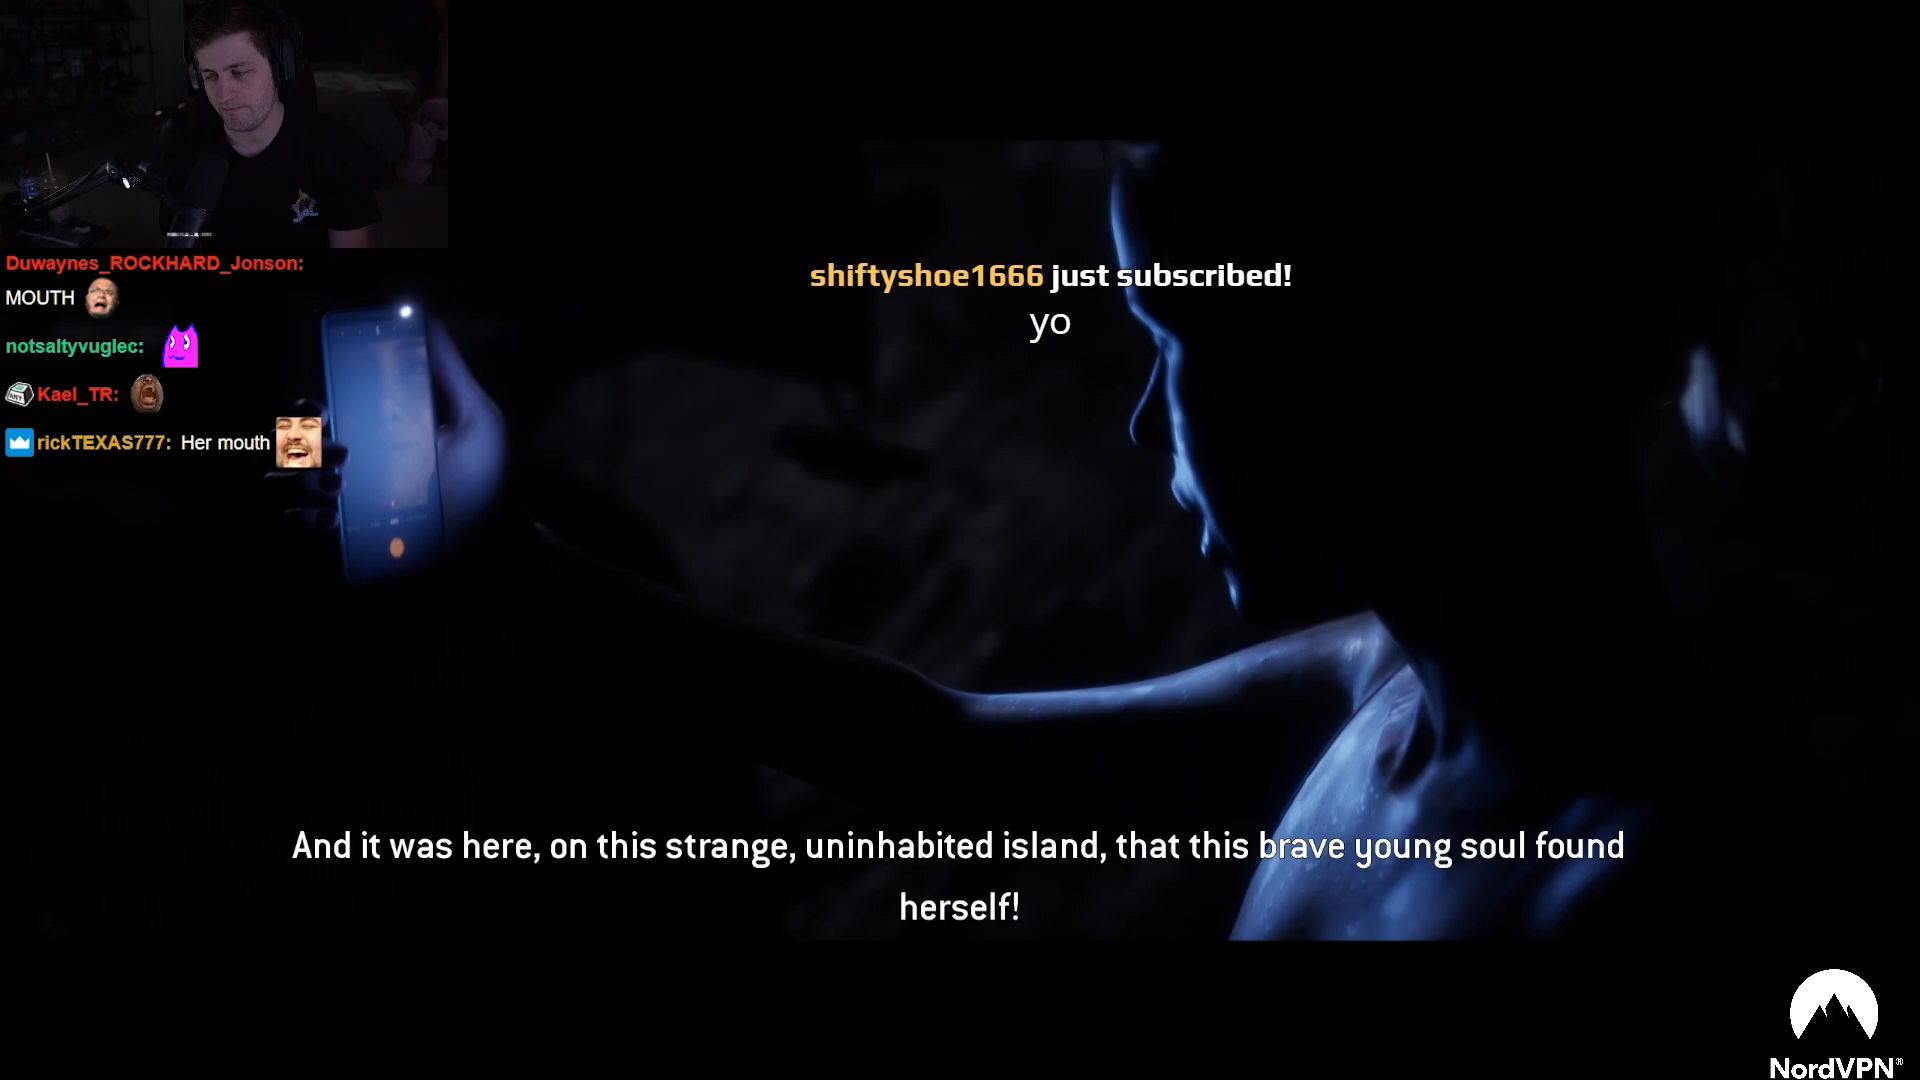 Duwaynes_ROCKHARD_Jonson:
MOUTH
notsaltyvuglec:
Kael_TR:
rickTEXAS777: Her mouth
shiftyshoe1666 just subscribed!
yo
And it was here, on this strange, uninhabited island, that this brave young soul found
herself!
NordVPN®